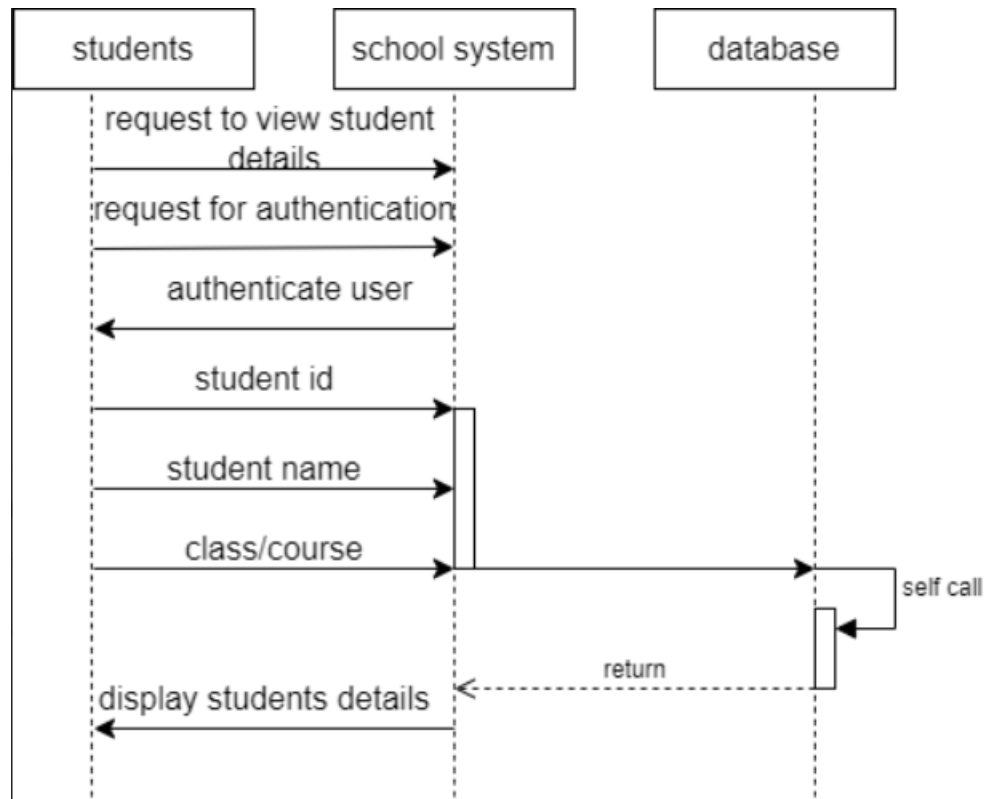 students
school system
database
request to view student
details
request for authentication
authenticate user
student id
student name
class/course
self call
return
display students details